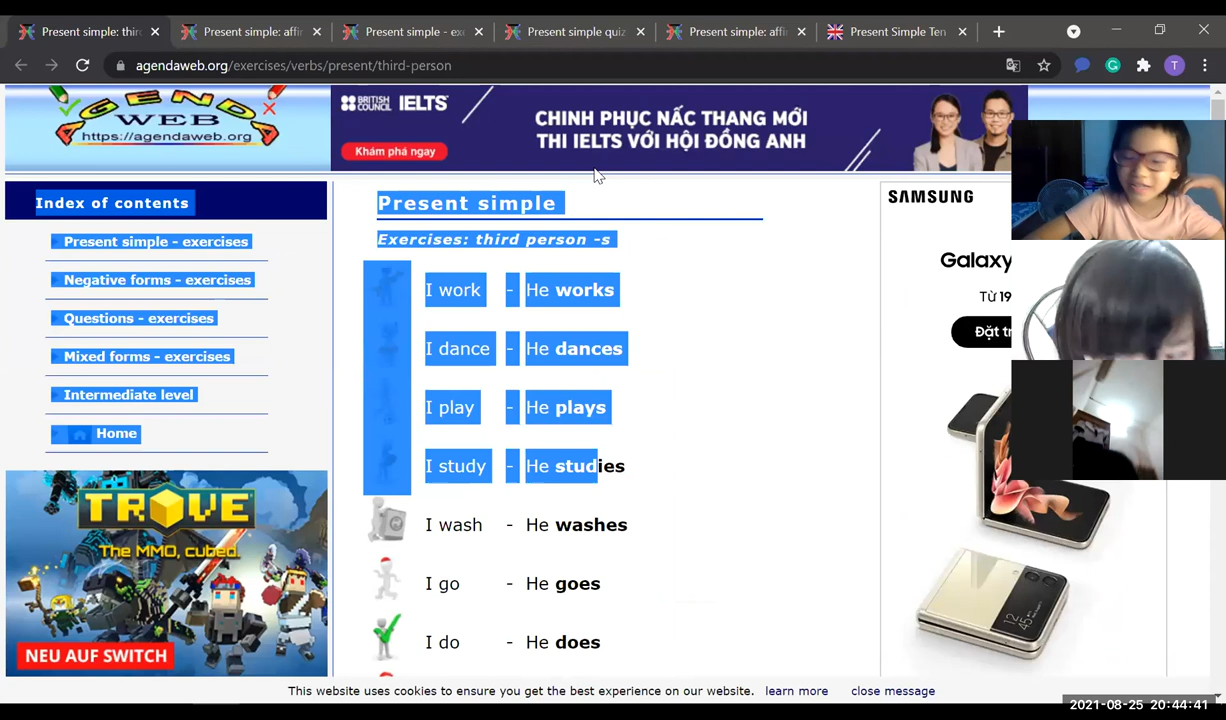 Present simple: thir
Present simple: affir
Present simple - exe
Present simple quiz
Present simple: affir
Present Simple Ten
agendaweb.org/exercises/verbs/present/third-person
T
AGENDA
WEB
https://agendaweb.org
BRITISH COUNCIL IELTS
Khám phá ngay
CHINH PHỤC NẤC THANG MỚI
THI IELTS VỚI HỘI ĐỒNG ANH
Index of contents
Present simple - exercises
Negative forms - exercises
Questions - exercises
Mixed forms - exercises
Intermediate level
Home
TROVE
The MMO, cubed.
NEU AUF SWITCH
Present simple
Exercises: third person -s
I work - He works
I dance - He dances
I play - He plays
I study - He studies
I wash - He washes
I go - He goes
I do - He does
SAMSUNG
Galaxy
Từ 19
Đặt tr
12
45
This website uses cookies to ensure you get the best experience on our website. learn more close message
2021-08-25 20:44:41